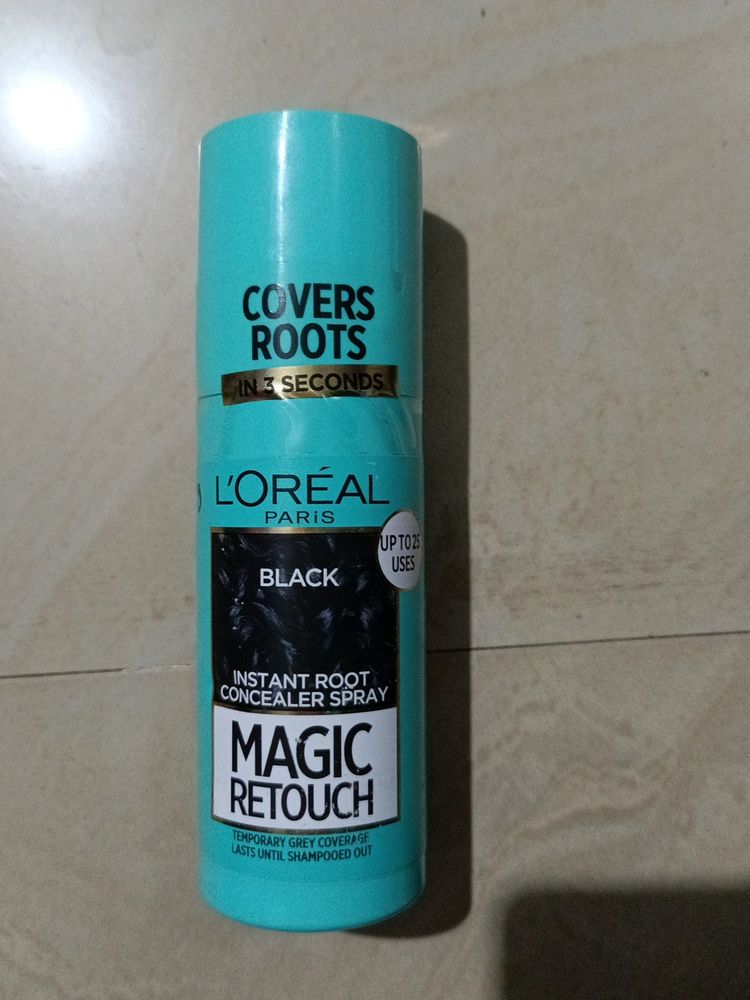 COVERS
ROOTS
IN 3 SECONDS
L'ORÉAL
PARiS
UP TO 25
USES
BLACK
INSTANT ROOT
CONCEALER SPRAY
MAGIC
RETOUCH
TEMPORARY GREY COVERAGE
LASTS UNTIL SHAMPOOED OUT